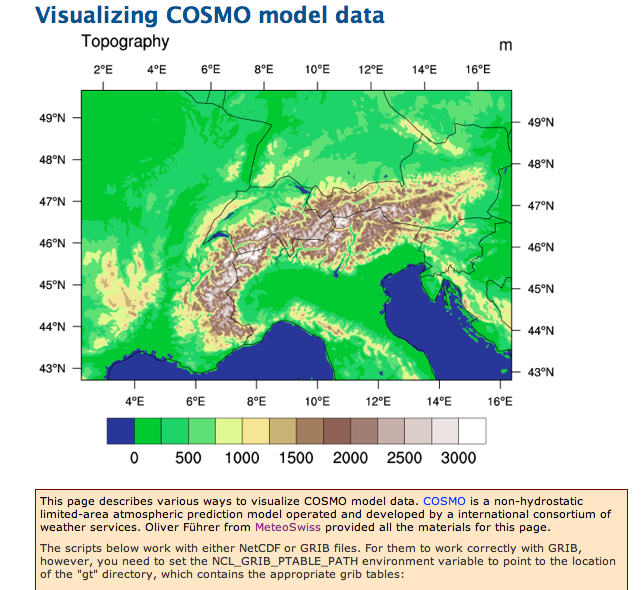 Visualizing COSMO model data
Topography
m
2°E 4°E 6°E 8°E 10°E 12°E 14°E 16°E
49°N 49°N
48°N 48°N
47°N 47°N
46°N 46°N
45°N 45°N
44°N 44°N
43°N 43°N
4°E 6°E 8°E 10°E 12°E 14°E 16°E
0 500 1000 1500 2000 2500 3000
This page describes various ways to visualize COSMO model data. COSMO is a non-hydrostatic
limited-area atmospheric prediction model operated and developed by a international consortium of
weather services. Oliver Führer from MeteoSwiss provided all the materials for this page.
The scripts below work with either NetCDF or GRIB files. For them to work correctly with GRIB,
however, you need to set the NCL_GRIB_PTABLE_PATH environment variable to point to the location
of the "gt" directory, which contains the appropriate grib tables: